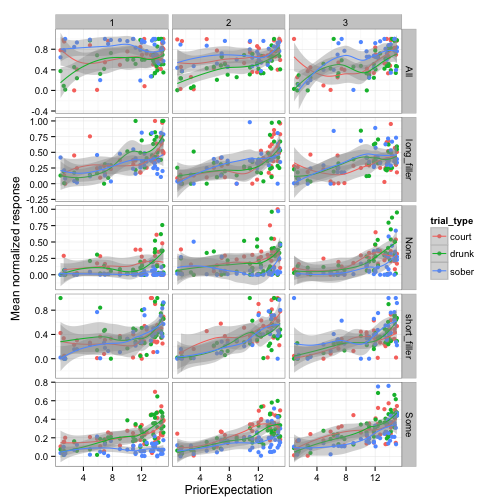 1 2 3
0.8
0.4
0.0
-0.4
All
1.00
0.75
0.50
0.25
0.00
-0.25
long_filler
1.00
0.75
0.50
0.25
0.00
None
0.8
0.4
0.0
short_filler
0.8
0.6
0.4
0.2
0.0
Some
Mean normalized response
4 8 12 4 8 12 4 8 12
PriorExpectation
trial_type
court
drunk
sober